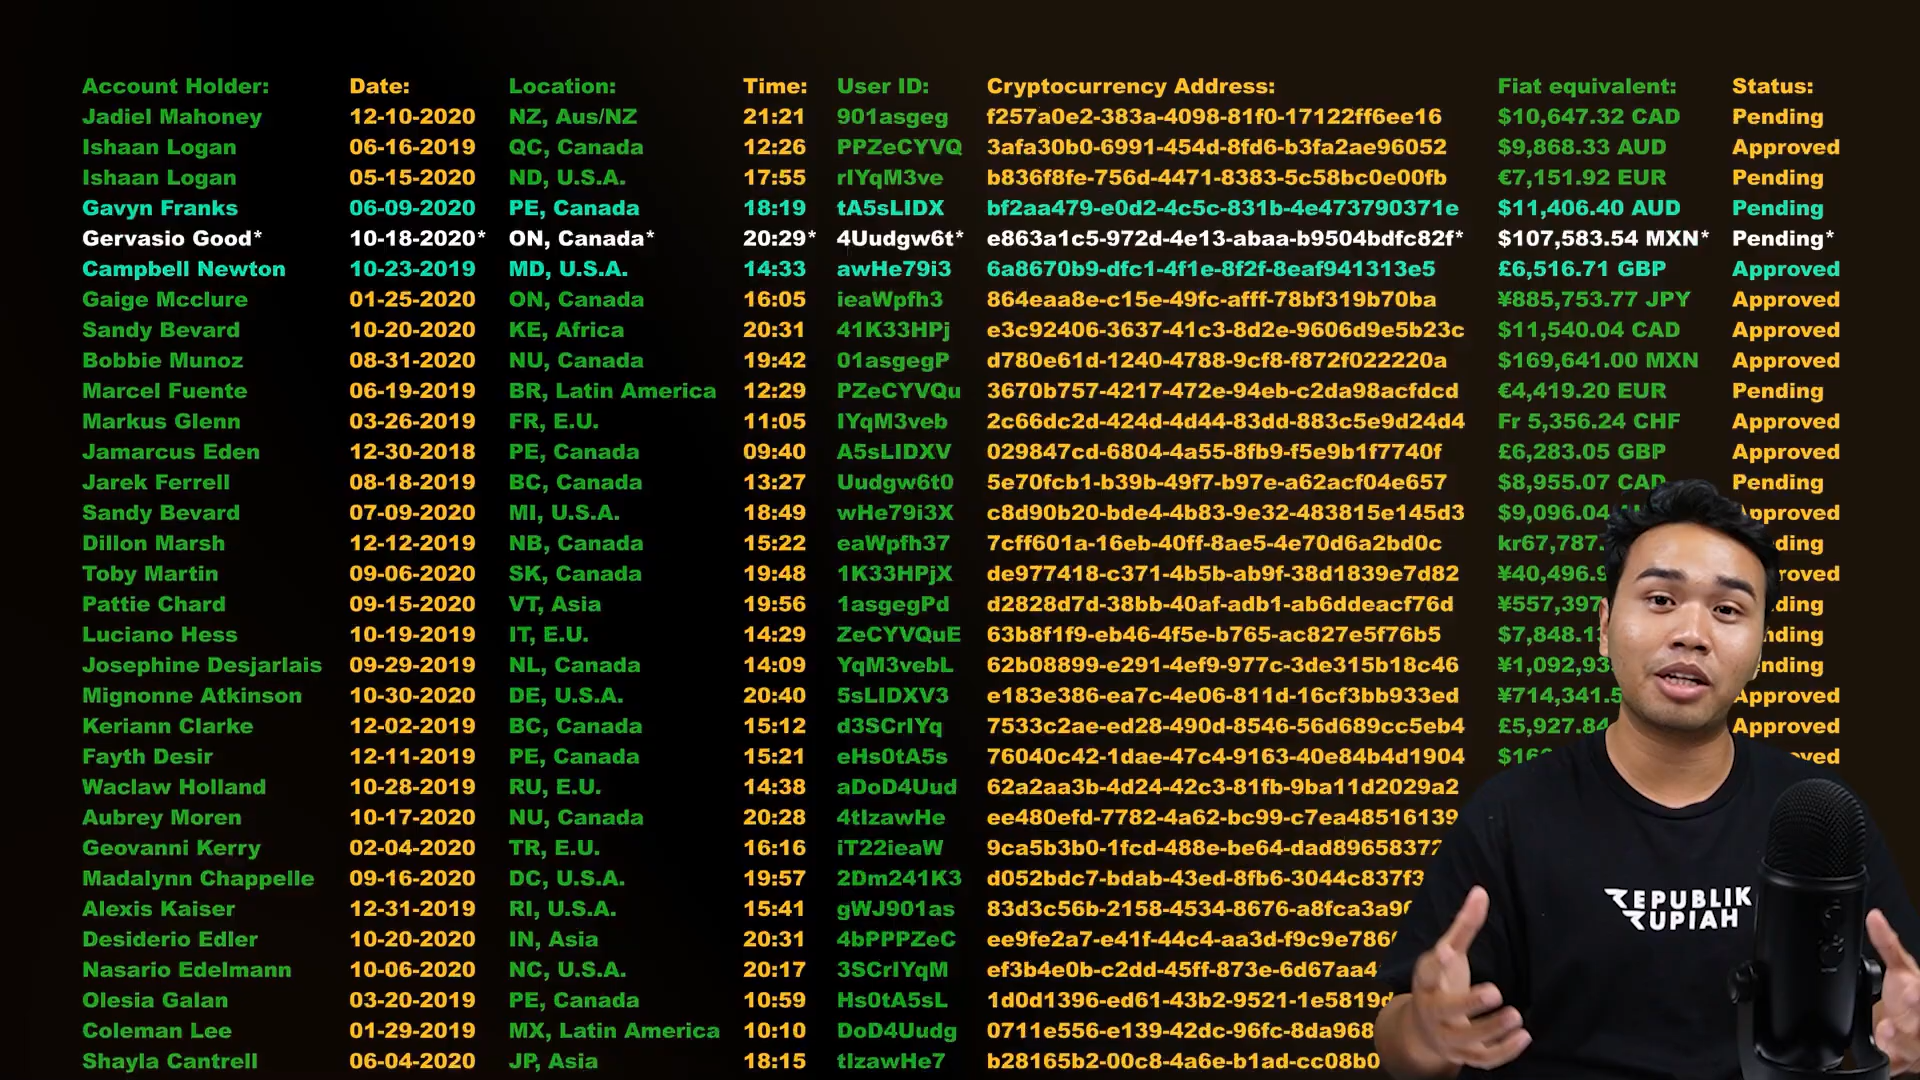 Account Holder: Date: Location: Time: User ID: Cryptocurrency Address: Fiat equivalent: Status:
Jadiel Mahoney 12-10-2020 NZ, Aus/NZ 21:21 901asgeg f257a0e2-383a-4098-81f0-17122ff6ee16 $10,647.32 CAD Pending
Ishaan Logan 06-16-2019 QC, Canada 12:26 PPZeCYVQ 3afa30b0-6991-454d-8fd6-b3fa2ae96052 $9,868.33 AUD Approved
Ishaan Logan 05-15-2020 ND, U.S.A. 17:55 rIYqM3ve b836f8fe-756d-4471-8383-5c58bc0e00fb €7,151.92 EUR Pending
Gavyn Franks 06-09-2020 PE, Canada 18:19 tA5sLIDX bf2aa479-e0d2-4c5c-831b-4e473790371e $11,406.40 AUD Pending
Gervasio Good* 10-18-2020* ON, Canada* 20:29* 4Uudgw6t* e863a1c5-972d-4e13-abaa-b9504bdfc82f* $107,583.54 MXN* Pending*
Campbell Newton 10-23-2019 MD, U.S.A. 14:33 awHe79i3 6a8670b9-dfc1-4f1e-8f2f-8eaf941313e5 £6,516.71 GBP Approved
Gaige Mcclure 01-25-2020 ON, Canada 16:05 ieaWpfh3 864eaa8e-c15e-49fc-afff-78bf319b70ba ¥885,753.77 JPY Approved
Sandy Bevard 10-20-2020 KE, Africa 20:31 41K33HPj e3c92406-3637-41c3-8d2e-9606d9e5b23c $11,540.04 CAD Approved
Bobbie Munoz 08-31-2020 NU, Canada 19:42 01asgegP d780e61d-1240-4788-9cf8-f872f022220a $169,641.00 MXN Approved
Marcel Fuente 06-19-2019 BR, Latin America 12:29 PZeCYVQu 3670b757-4217-472e-94eb-c2da98acfdcd €4,419.20 EUR Pending
Markus Glenn 03-26-2019 FR, E.U. 11:05 IYqM3veb 2c66dc2d-424d-4d44-83dd-883c5e9d24d4 Fr 5,356.24 CHF Approved
Jamarcus Eden 12-30-2018 PE, Canada 09:40 A5sLIDXV 029847cd-6804-4a55-8fb9-f5e9b1f7740f £6,283.05 GBP Approved
Jarek Ferrell 08-18-2019 BC, Canada 13:27 Uudgw6t0 5e70fcb1-b39b-49f7-b97e-a62acf04e657 $8,955.07 CAD Pending
Sandy Bevard 07-09-2020 MI, U.S.A. 18:49 wHe79i3X c8d90b20-bde4-4b83-9e32-483815e145d3 $9,096.04
Dillon Marsh 12-12-2019 NB, Canada 15:22 eaWpfh37 7cff601a-16eb-40ff-8ae5-4e70d6a2bd0c
Toby Martin 09-06-2020 SK, Canada 19:48 1K33HPjX de977418-c371-4b5b-ab9f-38d1839e7d82
Pattie Chard 09-15-2020 VT, Asia 19:56 1asgegPd d2828d7d-38bb-40af-adb1-ab6ddeacf76d
Luciano Hess 10-19-2019 IT, E.U. 14:29 ZeCYVQuE 63b8f1f9-eb46-4f5e-b765-ac827e5f76b5
Josephine Desjarlais 09-29-2019 NL, Canada 14:09 YqM3vebL 62b08899-e291-4ef9-977c-3de315b18c46
Mignonne Atkinson 10-30-2020 DE, U.S.A. 20:40 5sLIDXV3 e183e386-ea7c-4e06-811d-16cf3bb933ed Approved
Keriann Clarke 12-02-2019 BC, Canada 15:12 d3SCrIYq 7533c2ae-ed28-490d-8546-56d689cc5eb4 £5,927.84 Approved
Fayth Desir 12-11-2019 PE, Canada 15:21 eHs0tA5s 76040c42-1dae-47c4-9163-40e84b4d1904
Waclaw Holland 10-28-2019 RU, E.U. 14:38 aDoD4Uud 62a2aa3b-4d24-42c3-81fb-9ba11d2029a2
Aubrey Moren 10-17-2020 NU, Canada 20:28 4tIzawHe ee480efd-7782-4a62-bc99-c7ea48516139
Geovanni Kerry 02-04-2020 TR, E.U. 16:16 iT22ieaW
Madalynn Chappelle 09-16-2020 DC, U.S.A. 19:57 2Dm241K3
Alexis Kaiser 12-31-2019 RI, U.S.A. 15:41 gWJ901as
Desiderio Edler 10-20-2020 IN, Asia 20:31 4bPPPZeC
Nasario Edelmann 10-06-2020 NC, U.S.A. 20:17 3SCrIYqM
Olesia Galan 03-20-2019 PE, Canada 10:59 Hs0tA5sL
Coleman Lee 01-29-2019 MX, Latin America 10:10 DoD4Uudg
Shayla Cantrell 06-04-2020 JP, Asia 18:15 tIzawHe7
REPUBLIK
RUPIAH